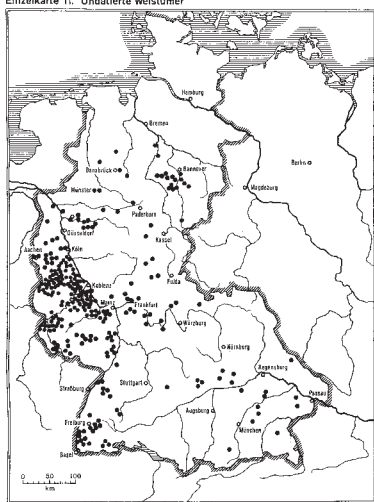 Einzelkarte 11: Undatierte Weistümer
Hamburg
Bremen
Berlin
Osnabrück
Hannover
Münster
Magdeburg
Paderborn
Düsseldorf
Kassel
Aachen
Köln
Koblenz
Fulda
Mainz
Frankfurt
Würzburg
Nürnberg
Regensburg
Straßburg
Stuttgart
Passau
Augsburg
Freiburg
München
Basel
0 50 100
km